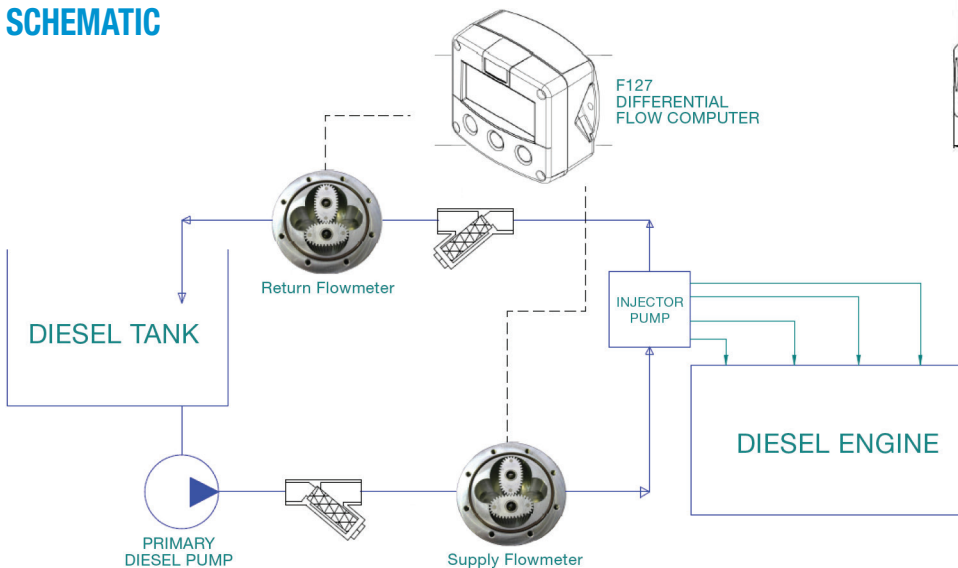 SCHEMATIC
F127
DIFFERENTIAL
FLOW COMPUTER
Return Flowmeter
DIESEL TANK
INJECTOR
PUMP
DIESEL ENGINE
PRIMARY
DIESEL PUMP
Supply Flowmeter